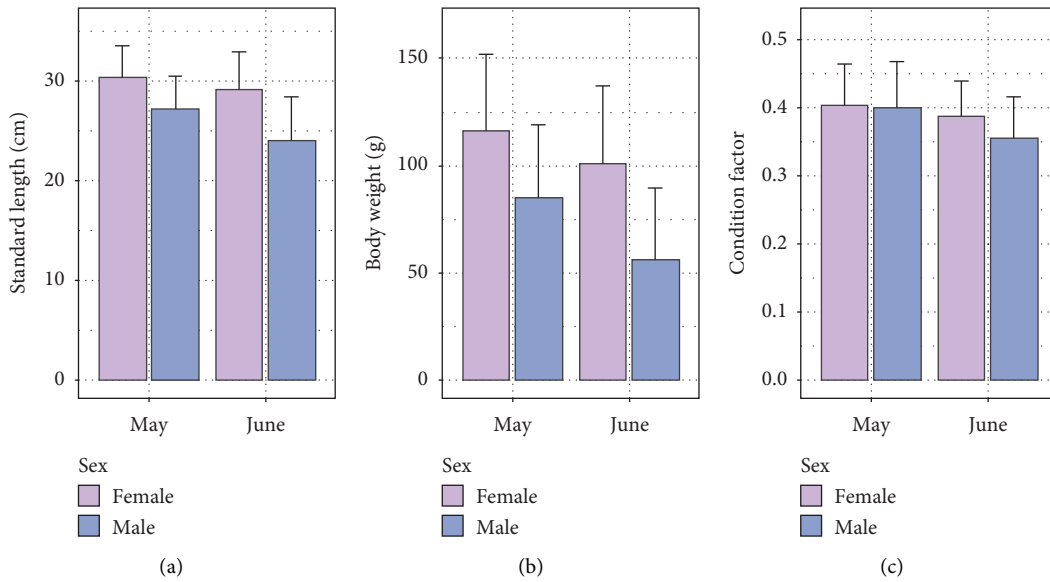 Standard length (cm)
30
20
10
0
May
June
Sex
Female
Male
(a)
Body weight (g)
150
100
50
0
May
June
Sex
Female
Male
(b)
Condition factor
0.5
0.4
0.3
0.2
0.1
0.0
May
June
Sex
Female
Male
(c)